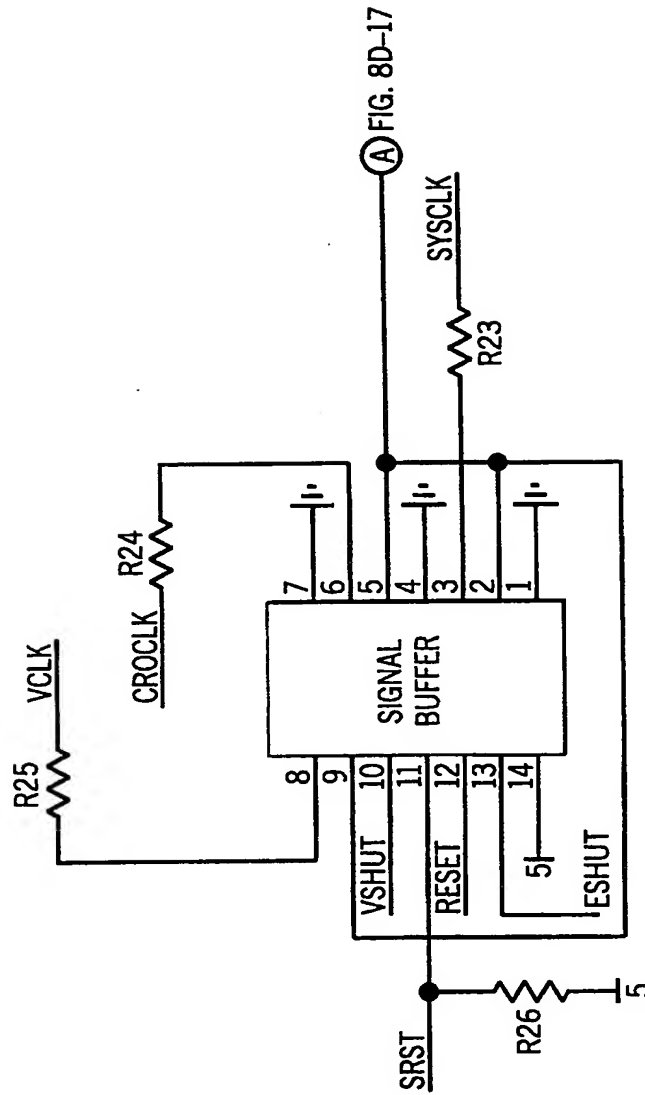 R25
VCLK
R24
CROCLK
A FIG. 8D-17
SYSCLK
R23
SIGNAL
BUFFER
7
6
5
4
3
2
1
8
9
10
11
12
13
14
VSHUT
RESET
5
ESHUT
SRST
R26
5